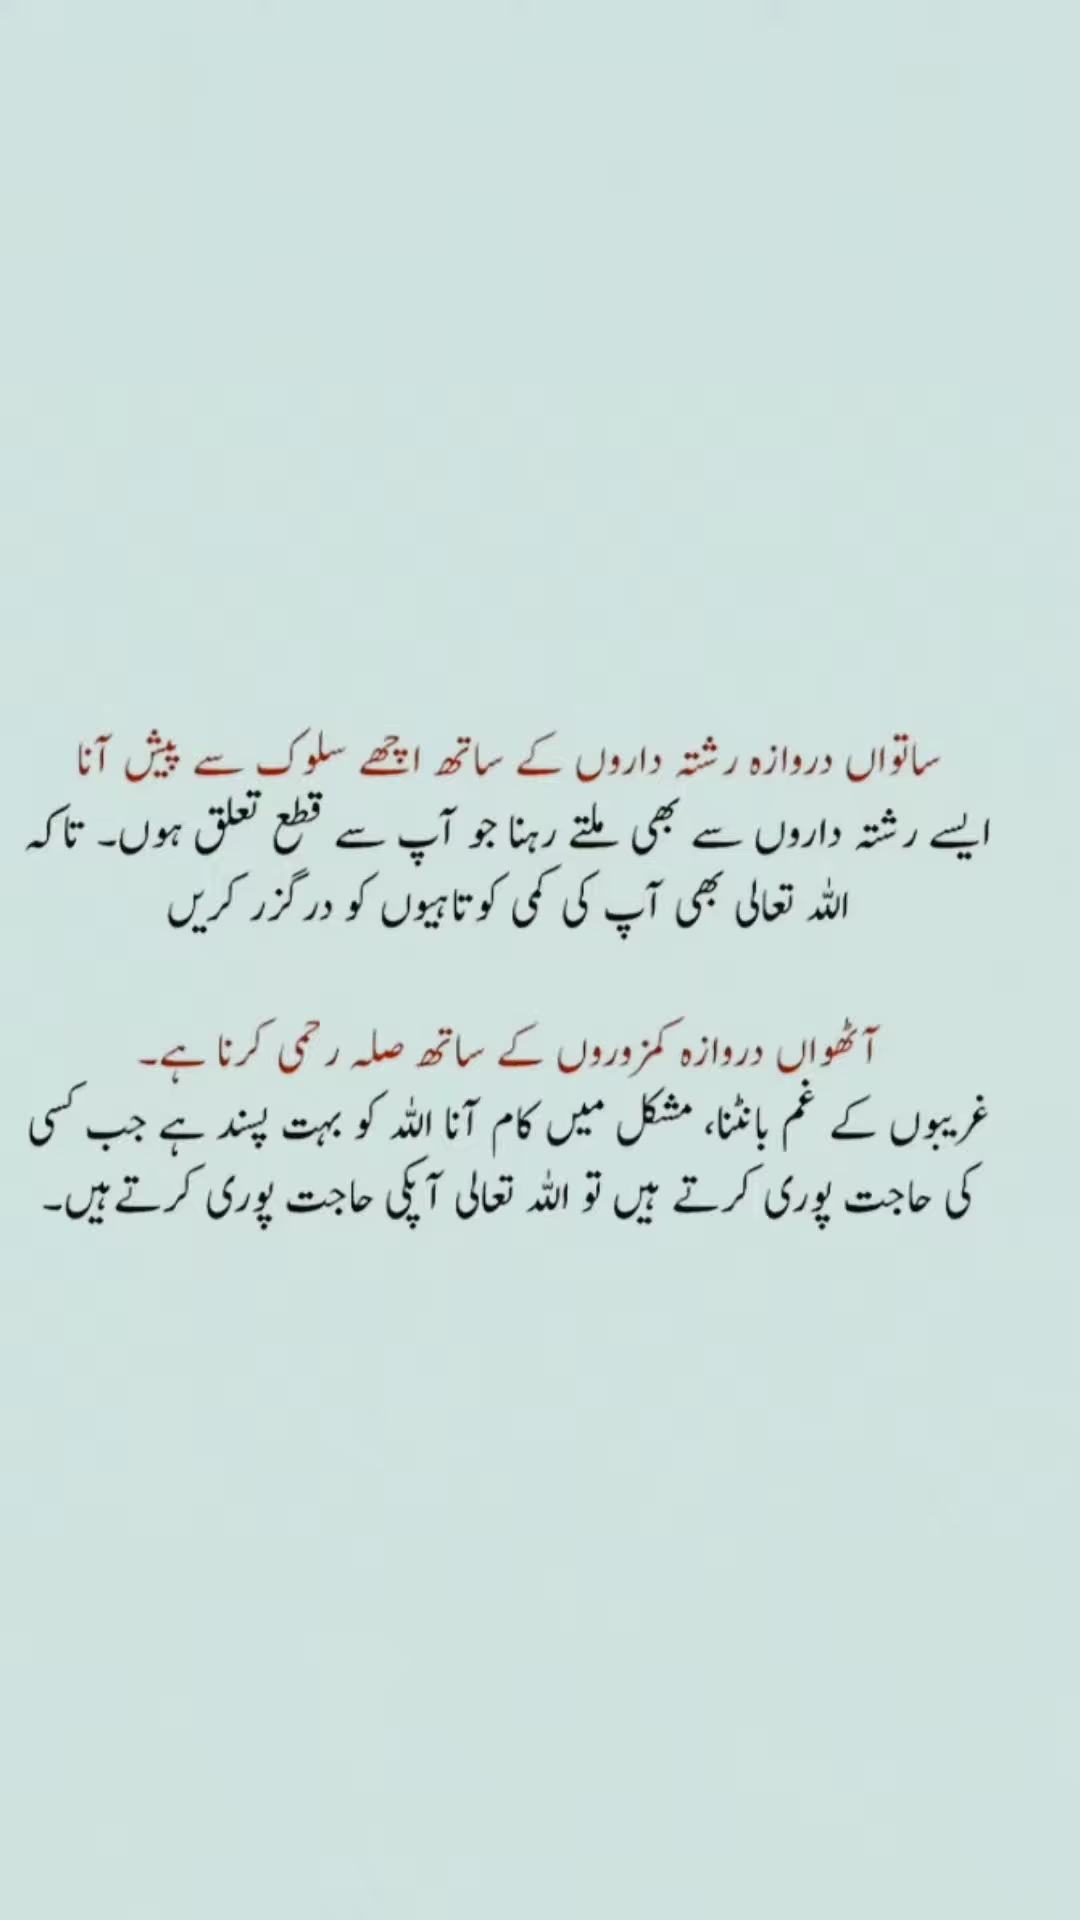 ساتواں دروازہ رشتہ داروں کے ساتھ اچھے سلوک سے پیش آنا
ایسے رشتہ داروں سے بھی ملتے رہنا جو آپ سے قطع تعلق ہوں۔ تاکہ
اللہ تعالی بھی آپ کی کمی کوتاہیوں کو درگزر کریں
آٹھواں دروازہ کمزوروں کے ساتھ صلہ رحمی کرنا ہے۔
غریبوں کے غم بانٹنا، مشکل میں کام آنا اللہ کو بہت پسند ہے جب کسی
کی حاجت پوری کرتے ہیں تو اللہ تعالی آپکی حاجت پوری کرتے ہیں۔